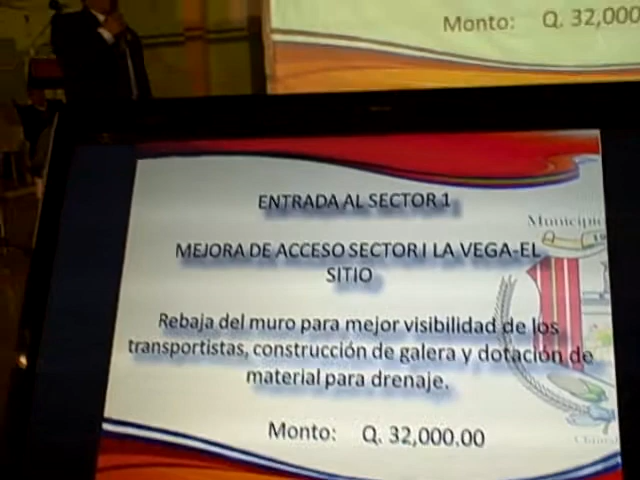 Monto: Q. 32,000
ENTRADA AL SECTOR 1
MEJORA DE ACCESO SECTOR I LA VEGA-EL
SITIO
Rebaja del muro para mejor visibilidad de los
transportistas, construcción de galera y dotación de
material para drenaje.
Monto: Q. 32,000.00